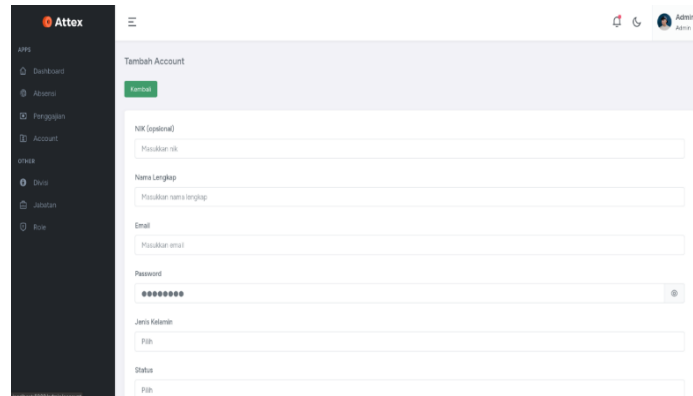 Attex
Admin
Admin
APPS
Dashboard
Absensi
Penggajian
Account
OTHER
Divisi
Jabatan
Role
Tambah Account
Kembali
NIK (opsional)
Masukkan nik
Nama Lengkap
Masukkan nama lengkap
Email
Masukkan email
Password
Jenis Kelamin
Pilih
Status
Pilih